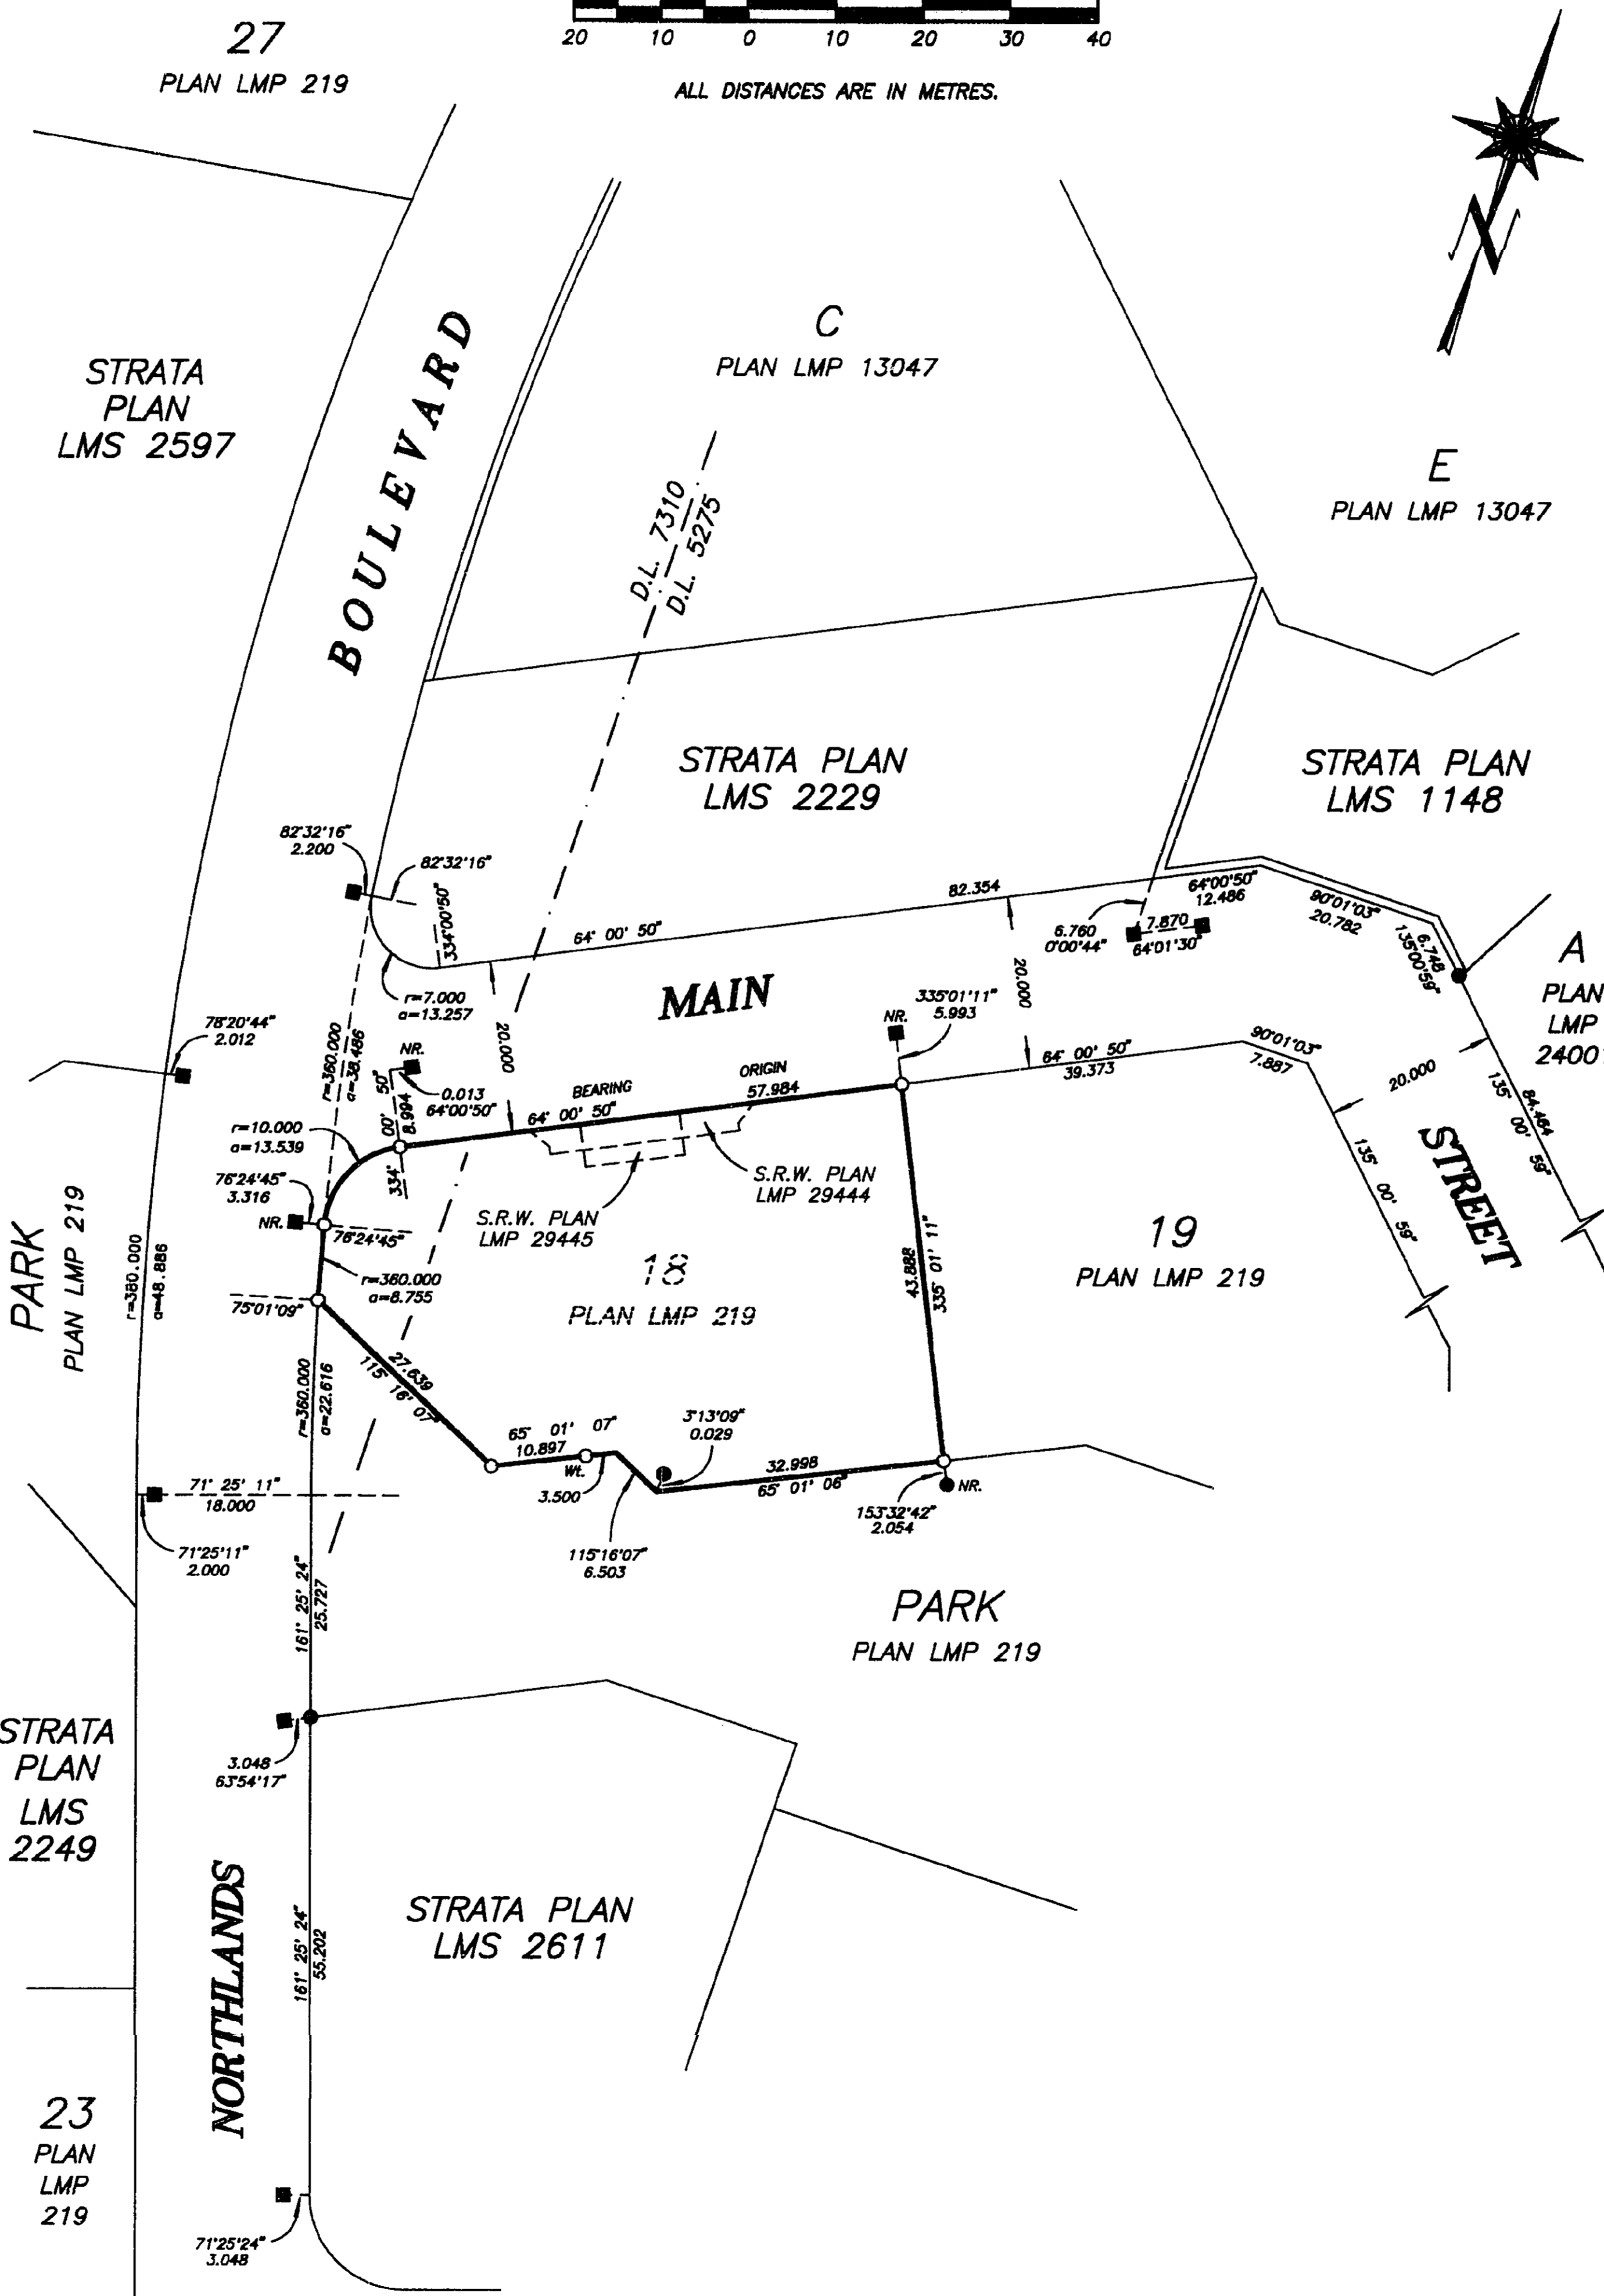 20 10 0 10 20 30 40
ALL DISTANCES ARE IN METRES.
27
PLAN LMP 219
N
C
PLAN LMP 13047
BOULEVARD
STRATA
PLAN
LMS 2597
E
PLAN LMP 13047
D.L. 7310
D.L. 5275
STRATA PLAN
LMS 2229
STRATA PLAN
LMS 1148
82°32'16"
2.200
82°32'16"
334°00'50"
64° 00' 50"
82.354
64°00'50"
12.486
90°01'03"
20.782
6.748
135°00'59"
6.760
0°00'44"
7.870
64°01'30"
A
PLAN
LMP
2400
r=7.000
a=13.257
MAIN
20.000
20.000
335°01'11"
5.993
NR.
78°20'44"
2.012
r=360.000
a=38.486
NR.
0.013
64°00'50"
334° 00' 50"
8.994
BEARING ORIGIN
64° 00' 50" 57.984
64° 00' 50"
39.373
90°01'03"
7.887
20.000
84.464
135° 00' 59"
135° 00' 59"
STREET
r=10.000
a=13.539
76°24'45"
3.316
NR.
76°24'45"
S.R.W. PLAN
LMP 29444
S.R.W. PLAN
LMP 29445
PARK
PLAN LMP 219
r=380.000
a=48.886
r=360.000
a=8.755
75°01'09"
18
PLAN LMP 219
43.888
335° 01' 11"
19
PLAN LMP 219
27.639
115° 16' 07"
r=360.000
a=22.616
65° 01' 07"
10.897
Wt.
3.500
3°13'09"
0.029
32.998
65° 01' 06"
NR.
153°32'42"
2.054
115°16'07"
6.503
71° 25' 11"
18.000
71°25'11"
2.000
161° 25' 24"
25.727
PARK
PLAN LMP 219
STRATA
PLAN
LMS
2249
3.048
63°54'17"
NORTHLANDS
161° 25' 24"
55.202
STRATA PLAN
LMS 2611
23
PLAN
LMP
219
71°25'24"
3.048